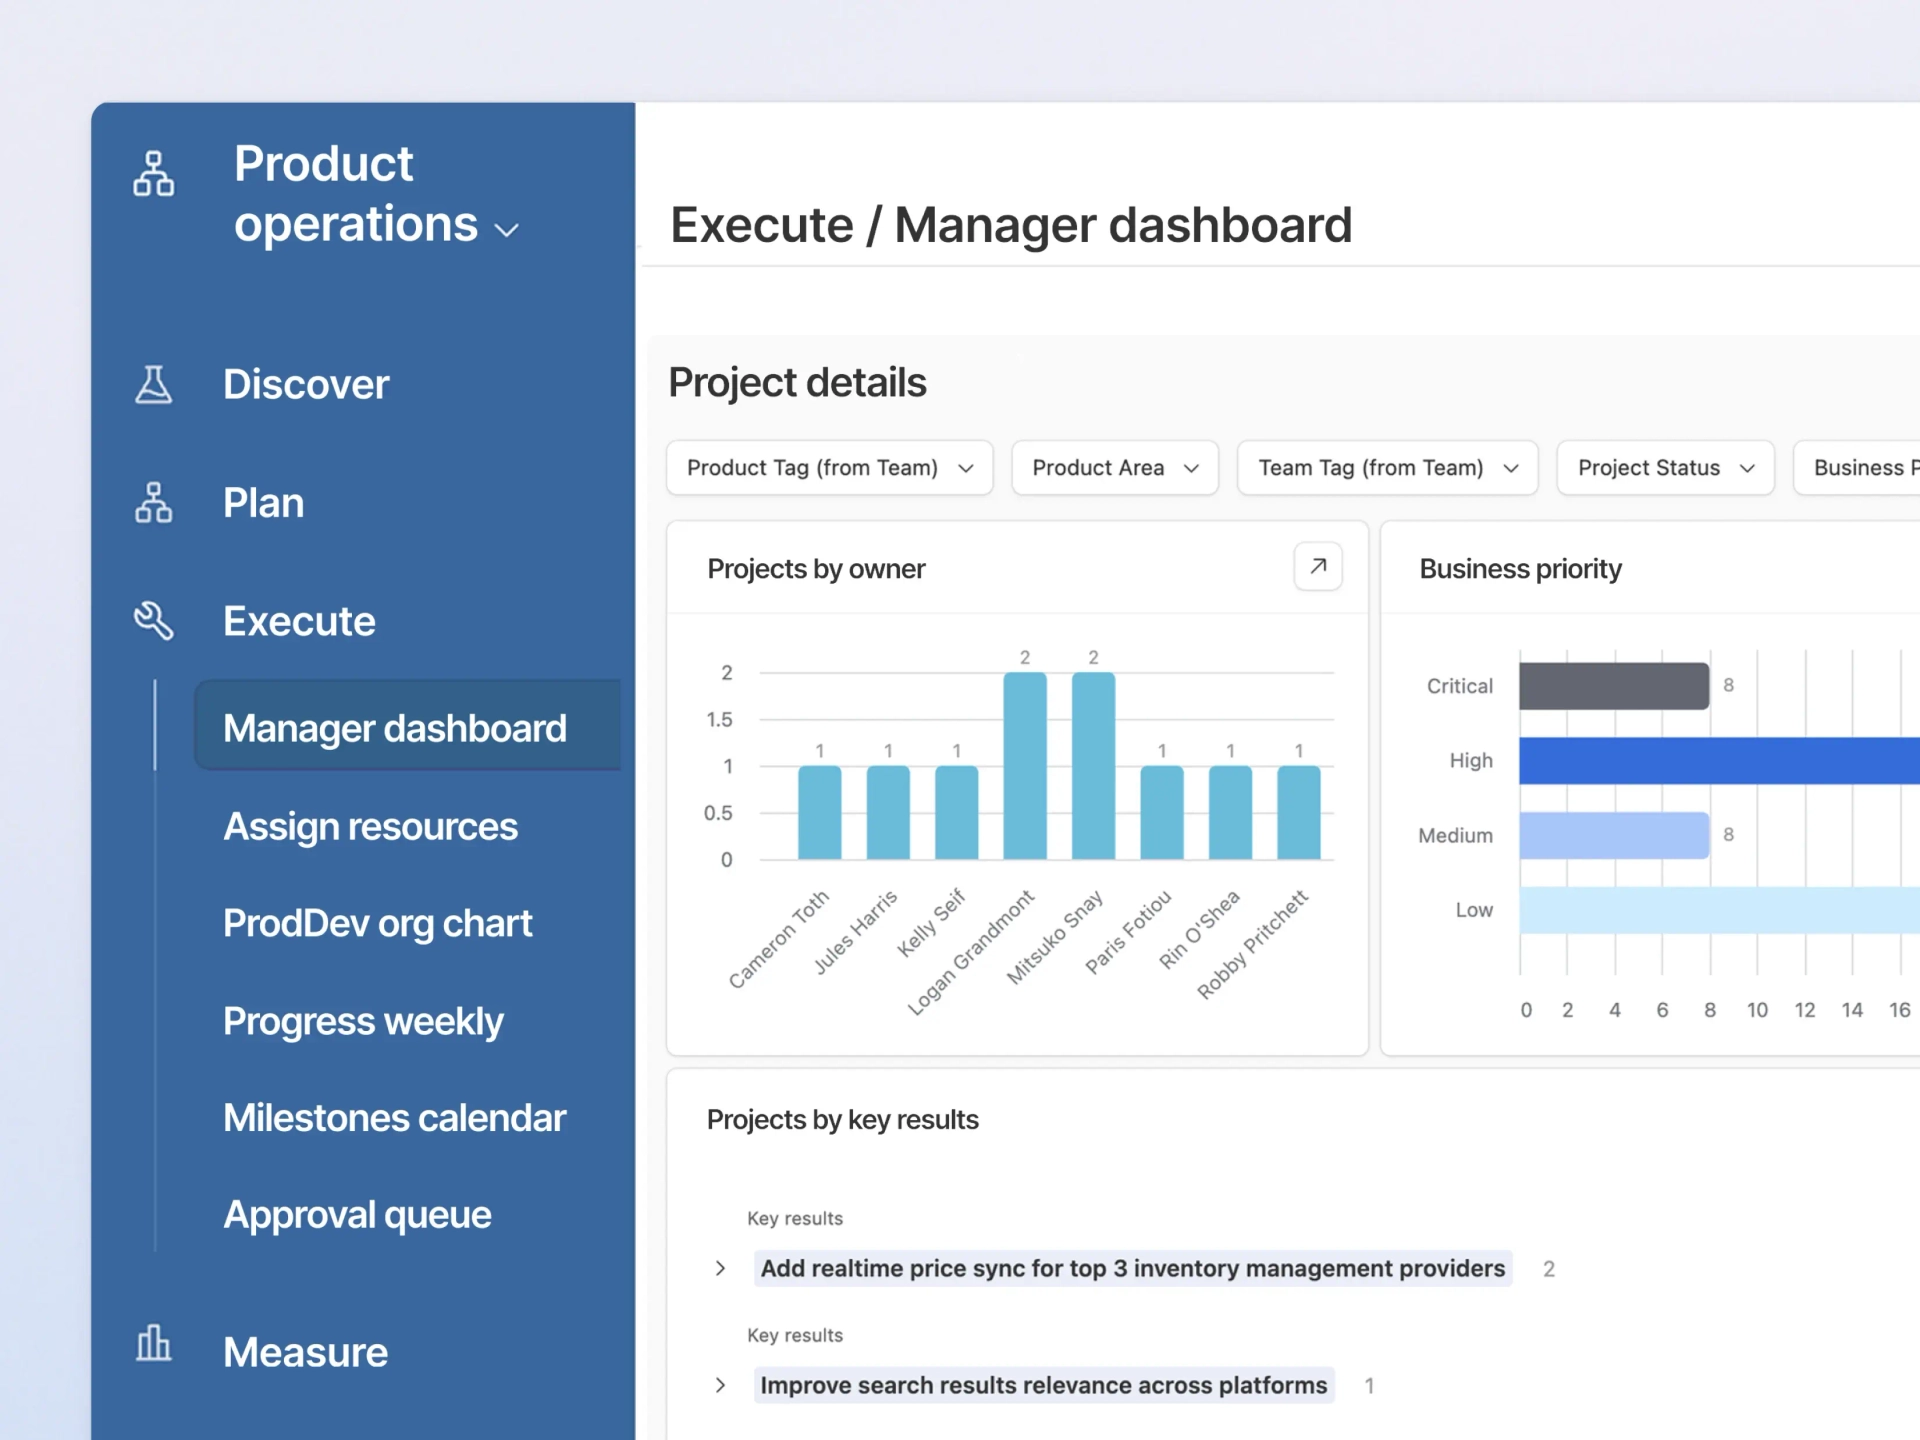 Product
operations
Discover
Plan
Execute
Manager dashboard
Assign resources
ProdDev org chart
Progress weekly
Milestones calendar
Approval queue
Measure
Execute / Manager dashboard
Project details
Product Tag (from Team)
Product Area
Team Tag (from Team)
Project Status
Business P
Projects by owner
2
1.5
1
0.5
0
1
1
1
2
2
1
1
1
Cameron Toth
Jules Harris
Kelly Seif
Logan Grandmont
Mitsuko Snay
Paris Fotiou
Rin O'Shea
Robby Pritchett
Business priority
Critical
8
High
Medium
8
Low
0 2 4 6 8 10 12 14 16
Projects by key results
Key results
Add realtime price sync for top 3 inventory management providers 2
Key results
Improve search results relevance across platforms 1